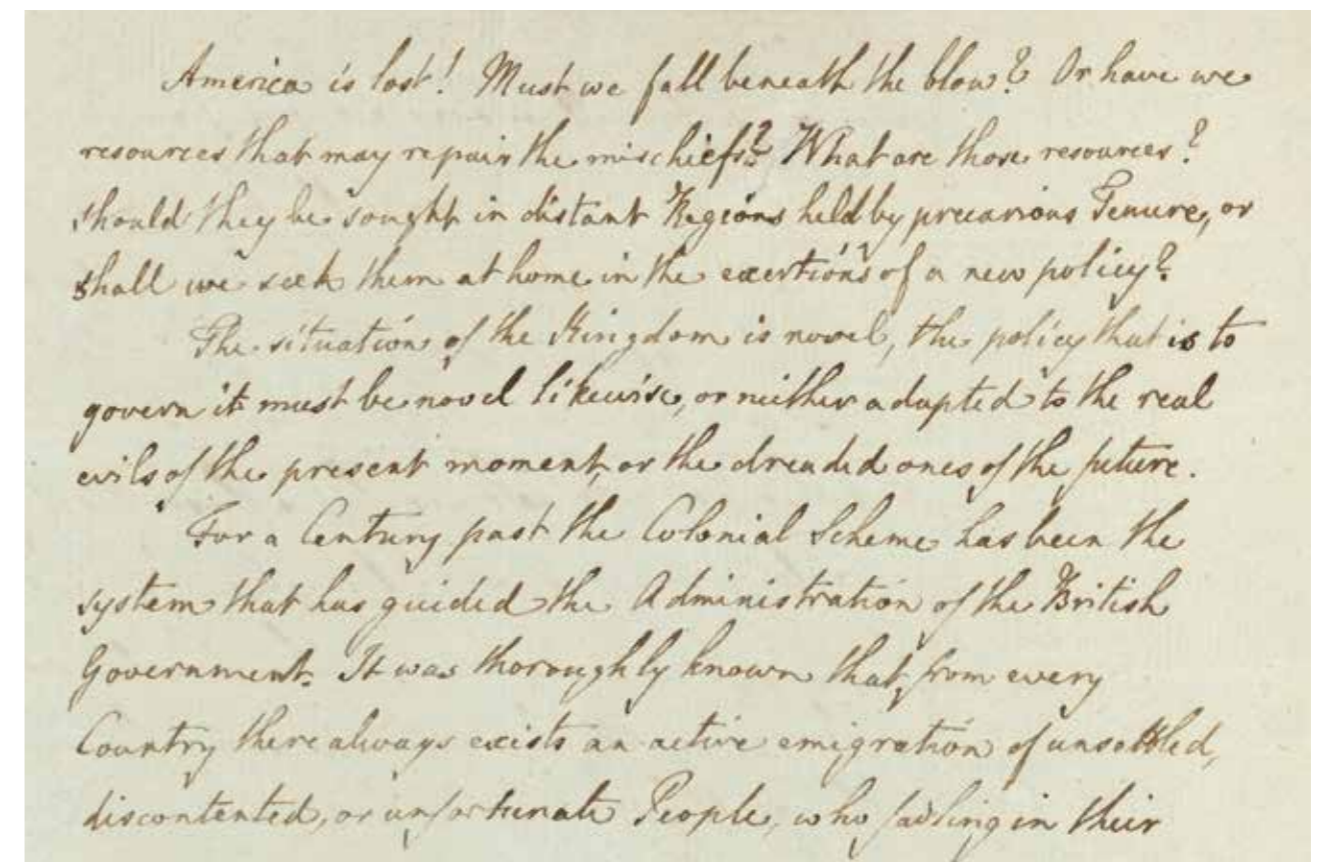 America is lost! Must we fall beneath the blow? Or have we
resources that may repair the mischiefs? What are those resources?
should they be sought in distant Regions held by precarious Tenure, or
shall we seek them at home in the exertions of a new policy?
The situation of the Kingdom is novel, the policy that is to
govern it must be novel likewise, or neither adapted to the real
evils of the present moment, or the dreaded ones of the future.
For a Century past the Colonial Scheme has been the
system that has guided the Administration of the British
Government. It was thoroughly known that, from every
Country there always exists an active emigration of unsettled,
discontented, or unfortunate People, who failing in their